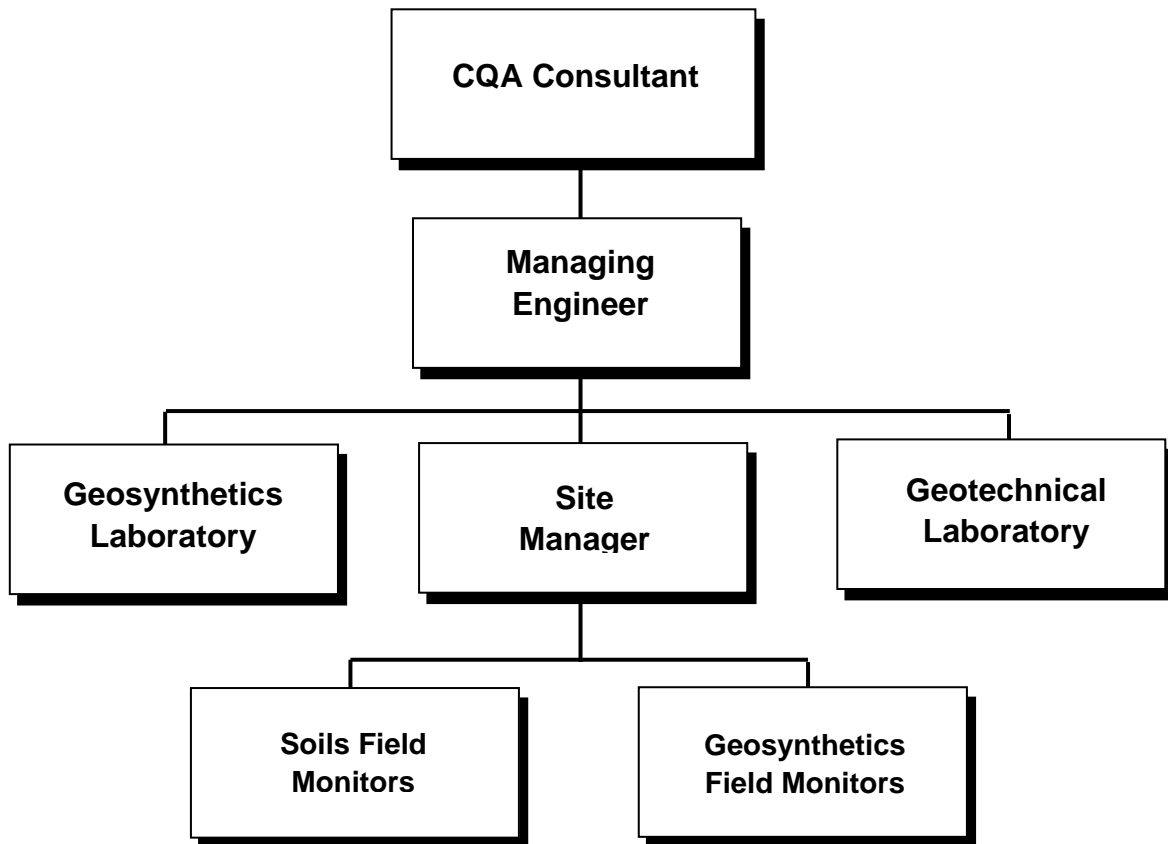 CQA Consultant
Managing
Engineer
Geosynthetics
Laboratory
Site
Manager
Geotechnical
Laboratory
Soils Field
Monitors
Geosynthetics
Field Monitors